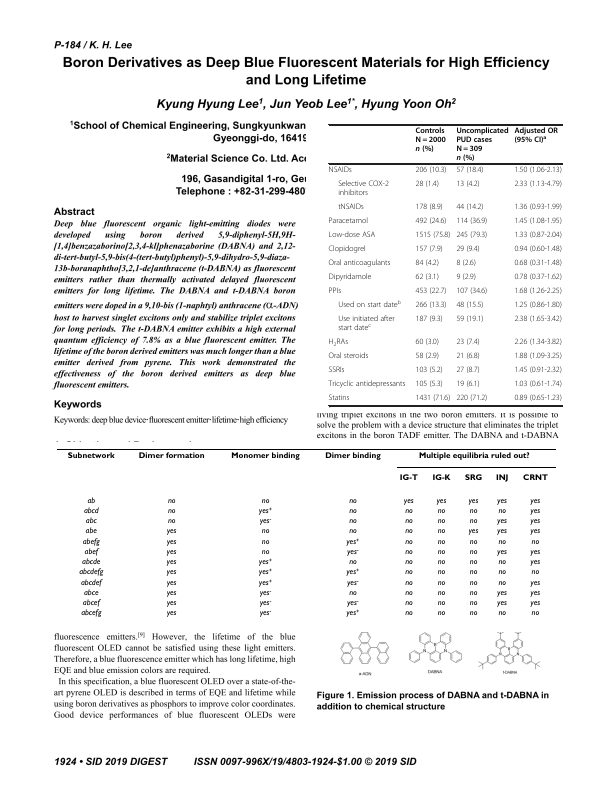 P-184 / K. H. Lee
Boron Derivatives as Deep Blue Fluorescent Materials for High Efficiency
and Long Lifetime
Kyung Hyung Lee1, Jun Yeob Lee1*, Hyung Yoon Oh2
1School of Chemical Engineering, Sungkyunkwan
Gyeonggi-do, 16419
2Material Science Co. Ltd.
196, Gasandigital 1-ro,
Telephone : +82-31-299-480
Abstract
Deep blue fluorescent organic light-emitting diodes were
developed using boron derived 5,9-diphenyl-5H,9H-
[1,4]benzazaborino[2,3,4-kl]phenazaborine (DABNA) and 2,12-
di-tert-butyl-5,9-bis(4-(tert-butyl)phenyl)-5,9-dihydro-5,9-diaza-
13b-boranaphtho[3,2,1-de]anthracene (t-DABNA) as fluorescent
emitters rather than thermally activated delayed fluorescent
emitters for long lifetime. The DABNA and t-DABNA boron
emitters were doped in a 9,10-bis (1-naphtyl) anthracene (α-ADN)
host to harvest singlet excitons only and stabilize triplet excitons
for long periods. The t-DABNA emitter exhibits a high external
quantum efficiency of 7.8% as a blue fluorescent emitter. The
lifetime of the boron derived emitters was much longer than a blue
emitter derived from pyrene. This work demonstrated the
effectiveness of the boron derived emitters as deep blue
fluorescent emitters.
Keywords
Keywords: deep blue device·fluorescent emitter·lifetime·high efficiency
Controls Uncomplicated Adjusted OR
N = 2000 PUD cases (95% CI)a
n (%) N = 309
n (%)
NSAIDs 206 (10.3) 57 (18.4) 1.50 (1.06-2.13)
Selective COX-2 28 (1.4) 13 (4.2) 2.33 (1.13-4.79)
inhibitors
tNSAIDs 178 (8.9) 44 (14.2) 1.36 (0.93-1.99)
Paracetamol 492 (24.6) 114 (36.9) 1.45 (1.08-1.95)
Low-dose ASA 1515 (75.8) 245 (79.3) 1.33 (0.87-2.04)
Clopidogrel 157 (7.9) 29 (9.4) 0.94 (0.60-1.48)
Oral anticoagulants 84 (4.2) 8 (2.6) 0.68 (0.31-1.48)
Dipyridamole 62 (3.1) 9 (2.9) 0.78 (0.37-1.62)
PPIs 453 (22.7) 107 (34.6) 1.68 (1.26-2.25)
Used on start dateb 266 (13.3) 48 (15.5) 1.25 (0.86-1.80)
Use initiated after 187 (9.3) 59 (19.1) 2.38 (1.65-3.42)
start datec
H2RAs 60 (3.0) 23 (7.4) 2.26 (1.34-3.82)
Oral steroids 58 (2.9) 21 (6.8) 1.88 (1.09-3.25)
SSRIs 103 (5.2) 27 (8.7) 1.45 (0.91-2.32)
Tricyclic antidepressants 105 (5.3) 19 (6.1) 1.03 (0.61-1.74)
Statins 1431 (71.6) 220 (71.2) 0.89 (0.65-1.23)
living triplet excitons in the two boron emitters. It is possible to
solve the problem with a device structure that eliminates the triplet
excitons in the boron TADF emitter. The DABNA and t-DABNA
Subnetwork Dimer formation Monomer binding Dimer binding Multiple equilibria ruled out?
IG-T IG-K SRG INJ CRNT
ab no no no yes yes yes yes yes
abcd no yes+ no no no no no yes
abc no yes- no no no no yes yes
abe yes no no no no yes yes yes
abefg yes no yes+ no no no no no
abef yes no yes- no no no yes yes
abcde yes yes+ no no no no no yes
abcdefg yes yes+ yes+ no no no no no
abcdef yes yes+ yes- no no no no yes
abce yes yes- no no no no yes yes
abcef yes yes- yes- no no no yes yes
abcefg yes yes- yes+ no no no no no
fluorescence emitters.[9] However, the lifetime of the blue
fluorescent OLED cannot be satisfied using these light emitters.
Therefore, a blue fluorescence emitter which has long lifetime, high
EQE and blue emission colors are required.
In this specification, a blue fluorescent OLED over a state-of-the-
art pyrene OLED is described in terms of EQE and lifetime while
using boron derivatives as phosphors to improve color coordinates.
Good device performances of blue fluorescent OLEDs were
α-ADN DABNA t-DABNA
Figure 1. Emission process of DABNA and t-DABNA in
addition to chemical structure
1924 • SID 2019 DIGEST ISSN 0097-996X/19/4803-1924-$1.00 © 2019 SID